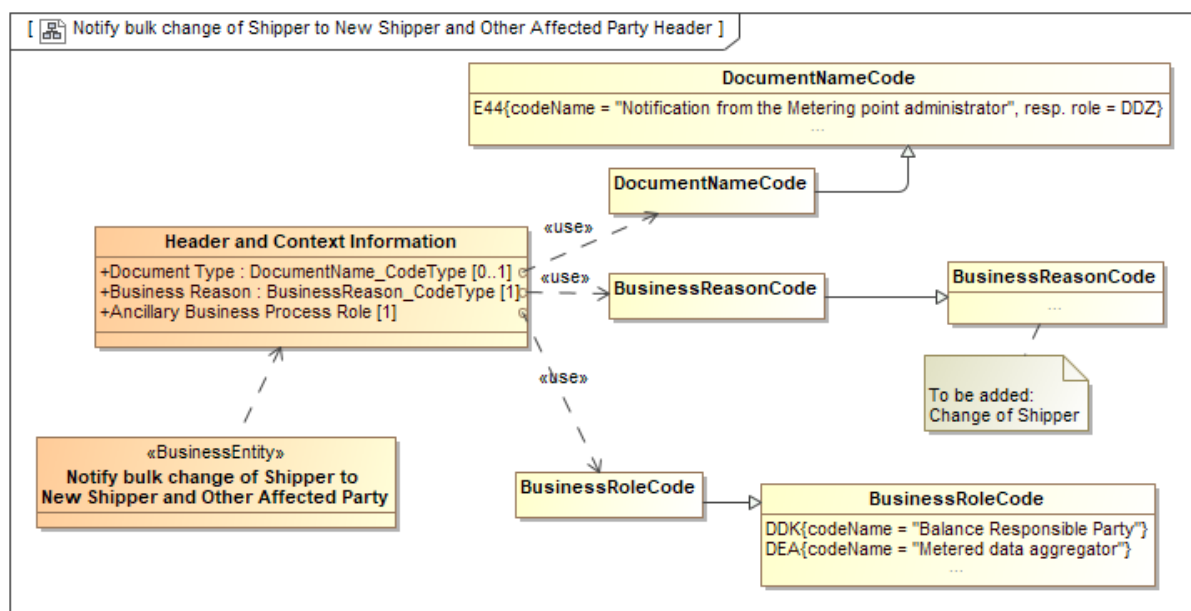 [ Notify bulk change of Shipper to New Shipper and Other Affected Party Header ]
DocumentNameCode
E44{codeName = "Notification from the Metering point administrator", resp. role = DDZ}
...
DocumentNameCode
«use»
Header and Context Information
+Document Type : DocumentName_CodeType [0..1]
+Business Reason : BusinessReason_CodeType [1]
+Ancillary Business Process Role [1]
«use»
BusinessReasonCode
BusinessReasonCode
...
To be added:
Change of Shipper
«use»
«BusinessEntity»
Notify bulk change of Shipper to
New Shipper and Other Affected Party
BusinessRoleCode
BusinessRoleCode
DDK{codeName = "Balance Responsible Party"}
DEA{codeName = "Metered data aggregator"}
...